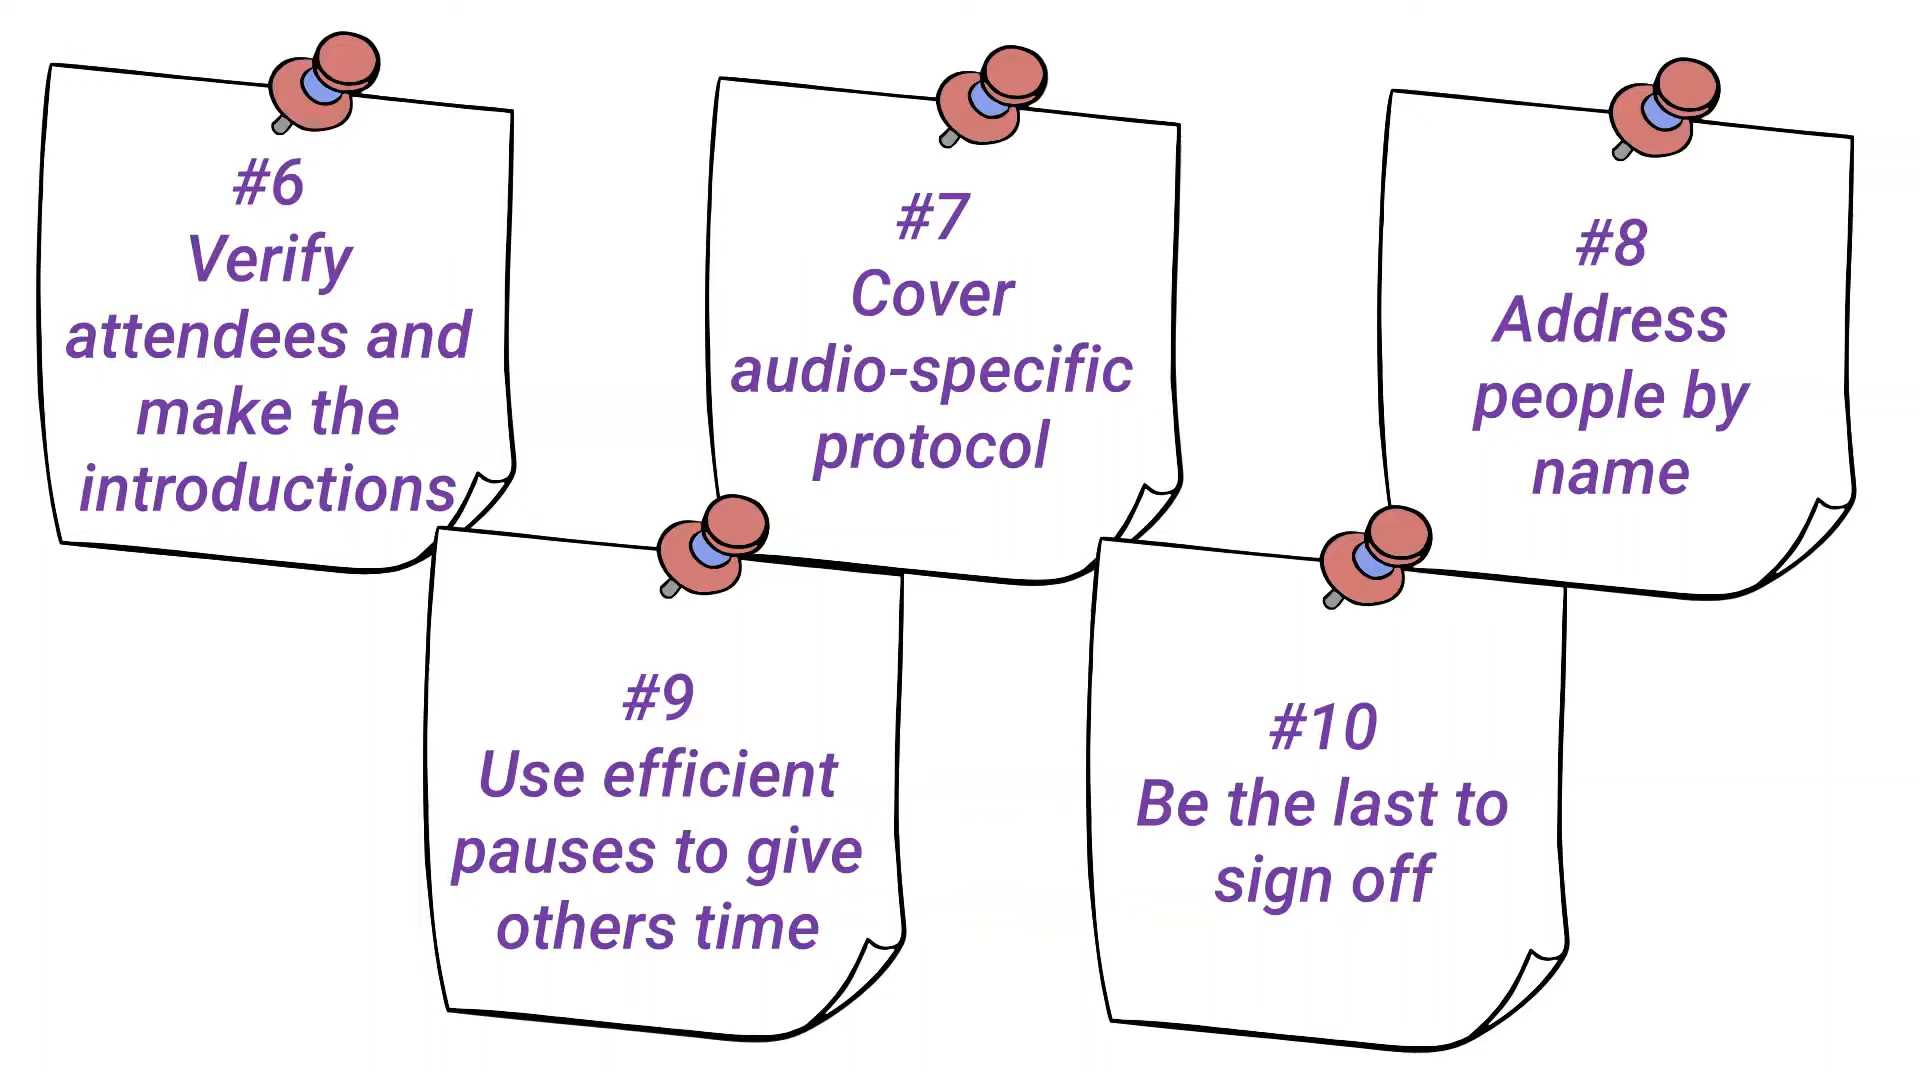 #6
Verify
attendees and
make the
introductions
#7
Cover
audio-specific
protocol
#8
Address
people by
name
#9
Use efficient
pauses to give
others time
#10
Be the last to
sign off